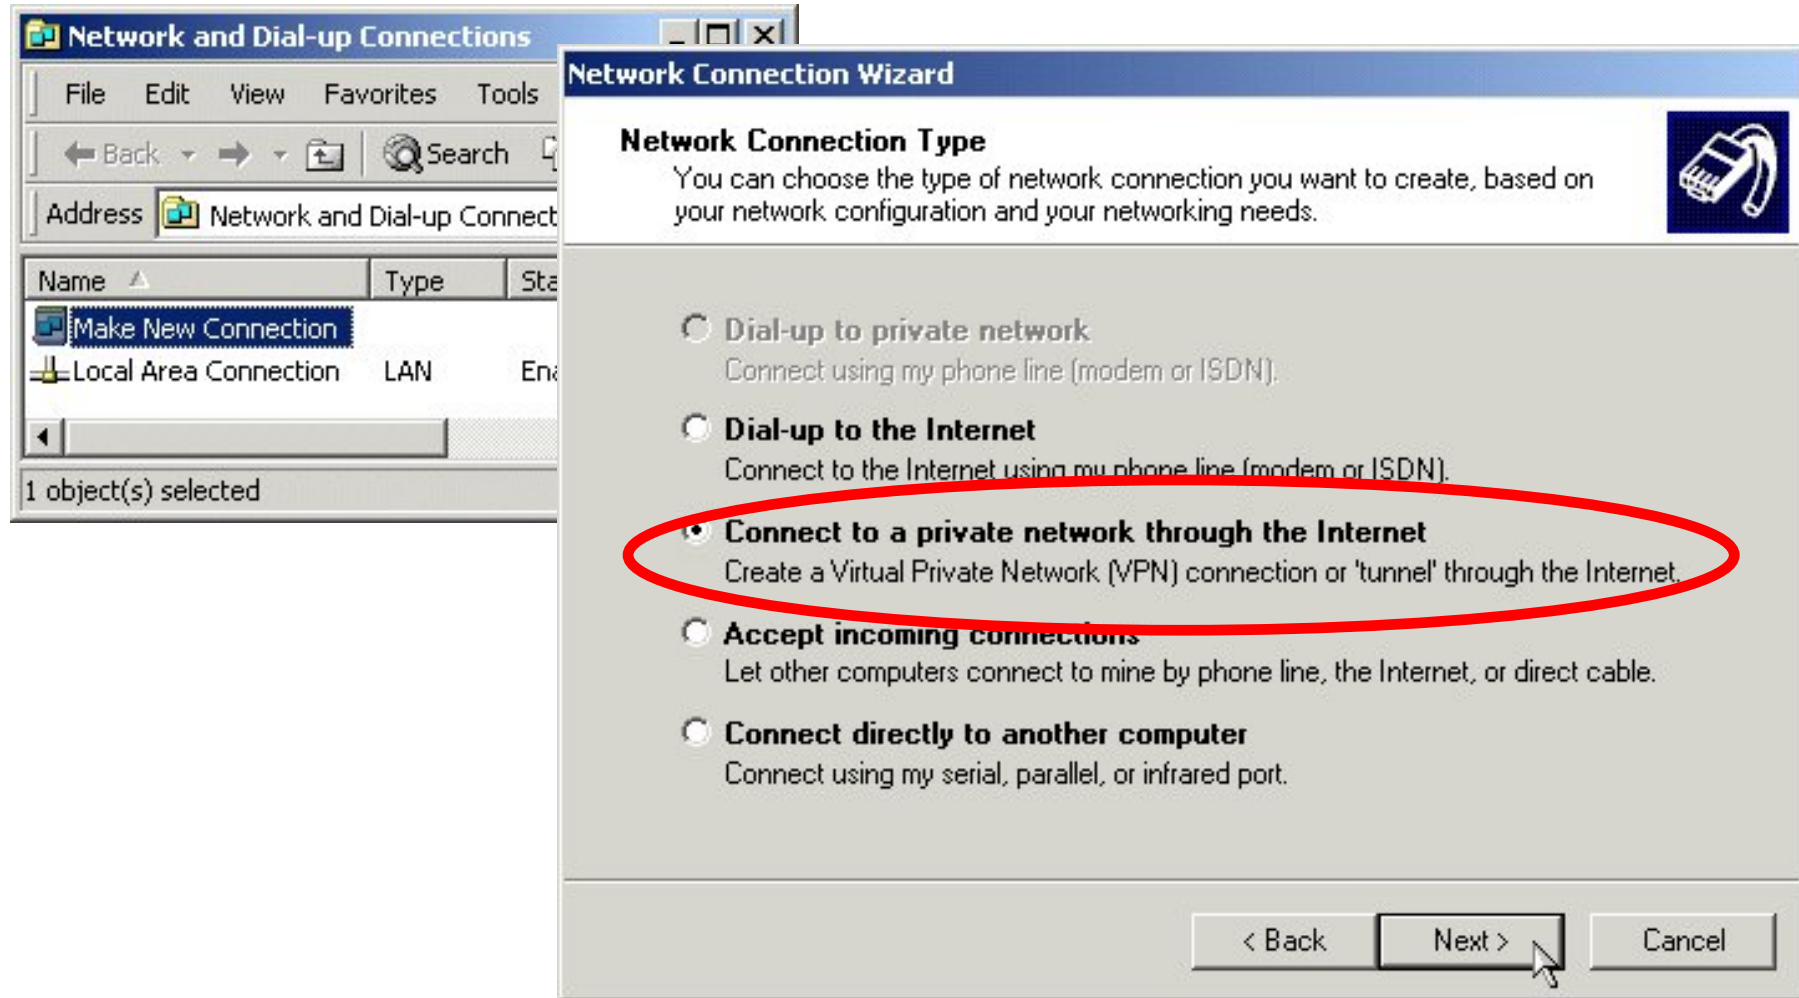 Network and Dial-up Connections
File Edit View Favorites Tools
Back Search
Address Network and Dial-up Connect
Name Type Sta
Make New Connection
Local Area Connection LAN Ena
1 object(s) selected
Network Connection Wizard
Network Connection Type
You can choose the type of network connection you want to create, based on
your network configuration and your networking needs.
Dial-up to private network
Connect using my phone line (modem or ISDN).
Dial-up to the Internet
Connect to the Internet using my phone line (modem or ISDN).
Connect to a private network through the Internet
Create a Virtual Private Network (VPN) connection or 'tunnel' through the Internet.
Accept incoming connections
Let other computers connect to mine by phone line, the Internet, or direct cable.
Connect directly to another computer
Connect using my serial, parallel, or infrared port.
< Back Next > Cancel